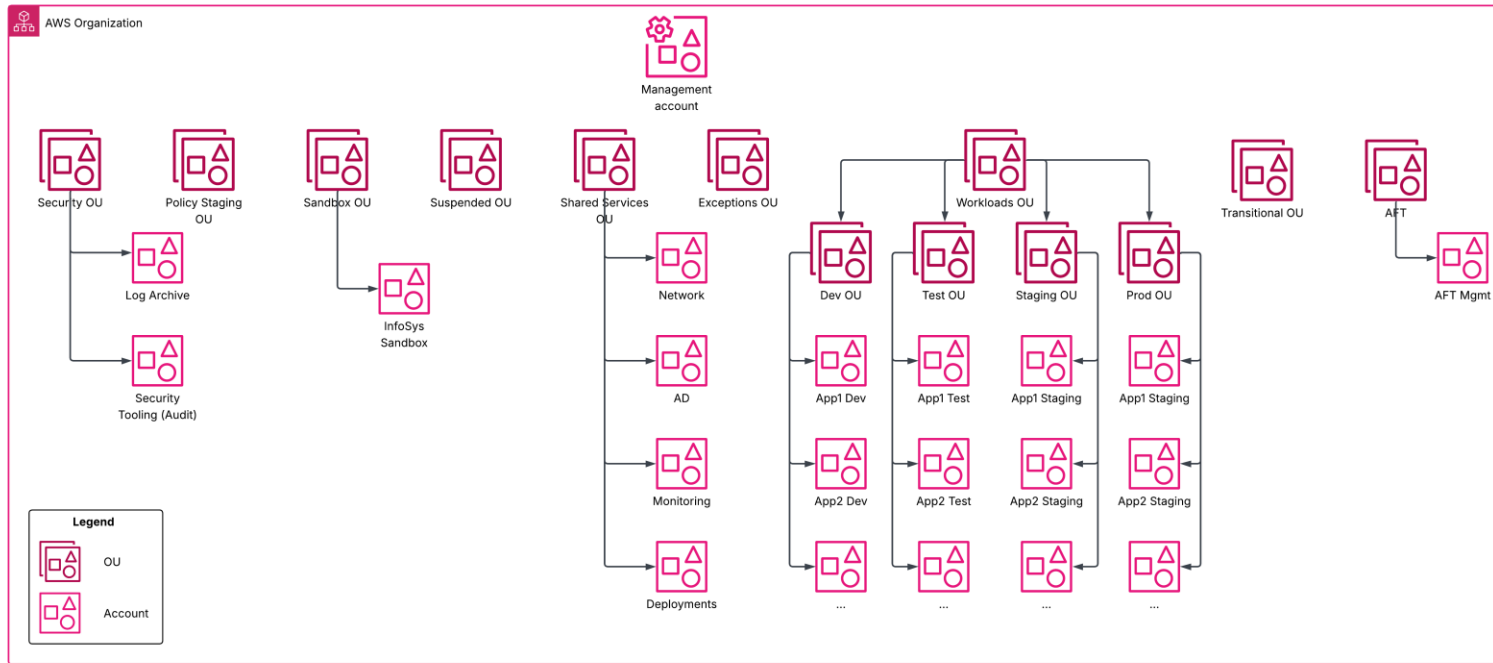 AWS Organization
Management
account
Security OU
Policy Staging
OU
Sandbox OU
Suspended OU
Shared Services
OU
Exceptions OU
Workloads OU
Transitional OU
AFT
Log Archive
InfoSys
Sandbox
Network
Dev OU
Test OU
Staging OU
Prod OU
AFT Mgmt
Security
Tooling (Audit)
AD
App1 Dev
App1 Test
App1 Staging
App1 Staging
Monitoring
App2 Dev
App2 Test
App2 Staging
App2 Staging
Deployments
...
...
...
...
Legend
OU
Account